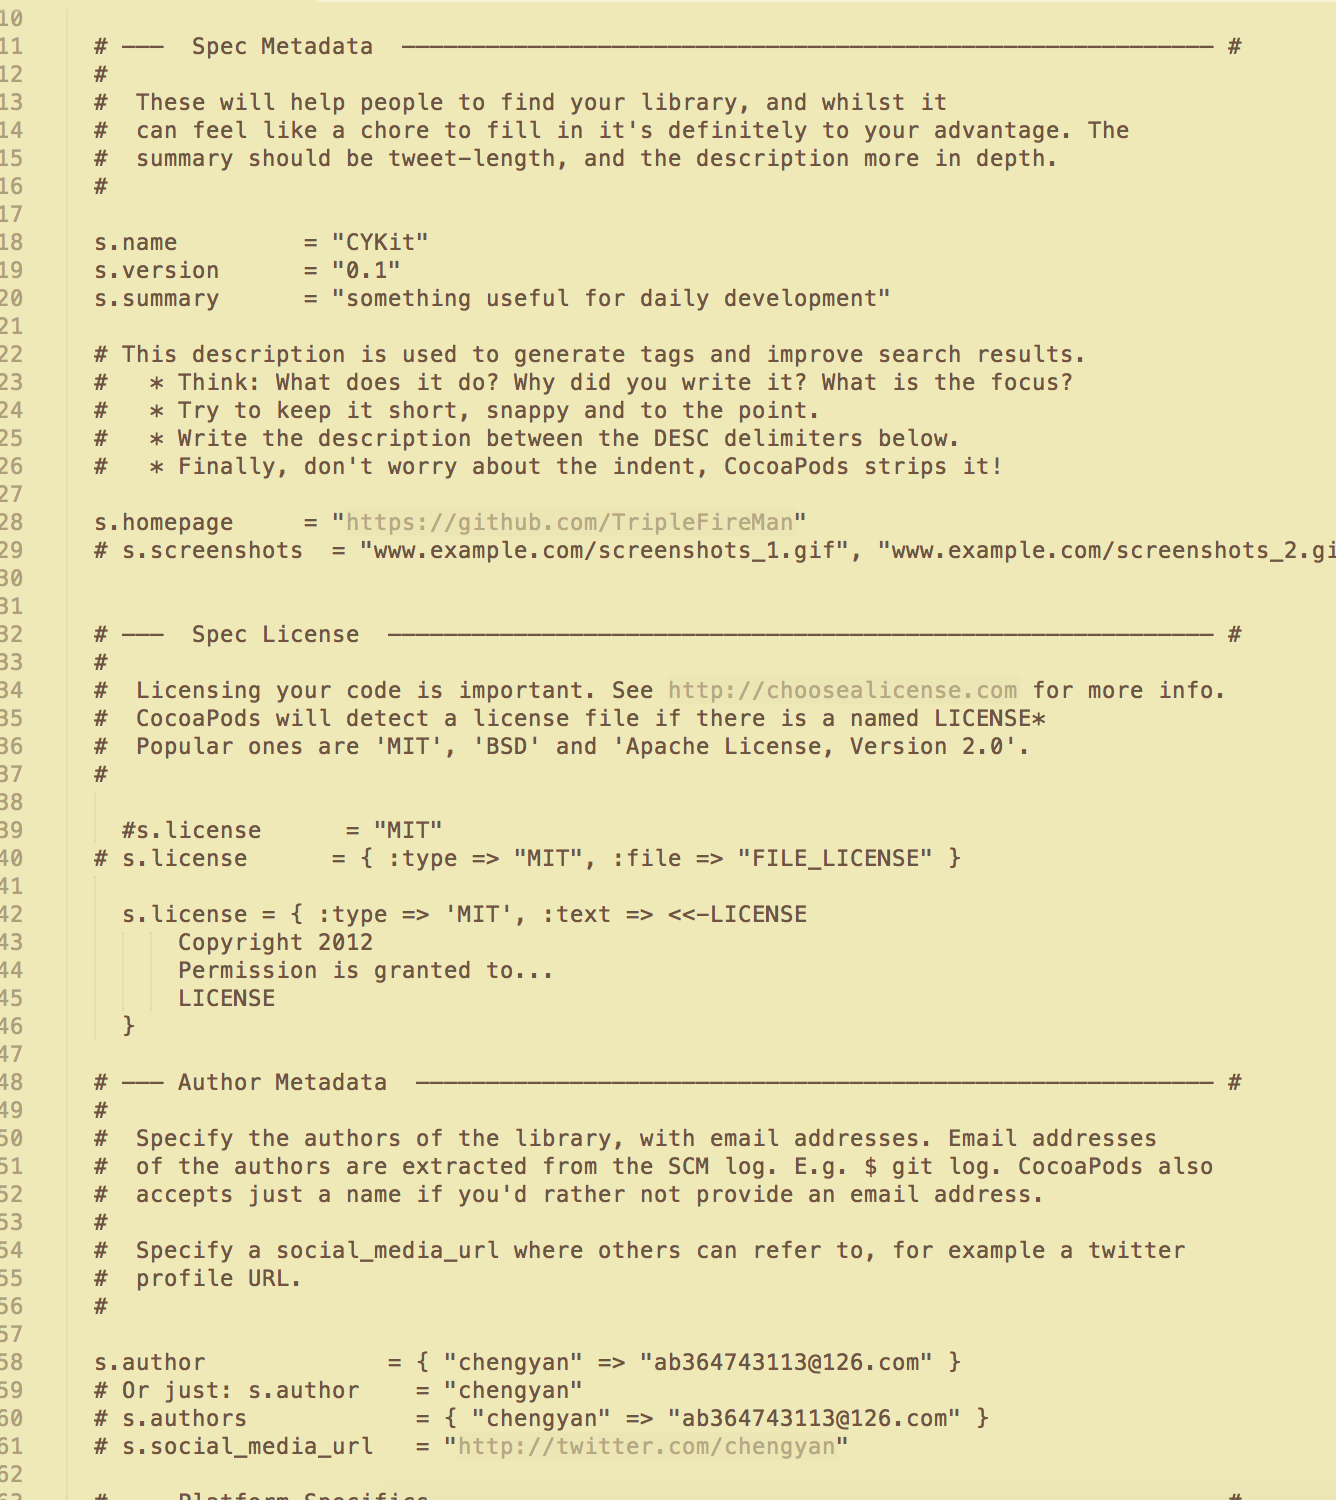 10
11 # ―――  Spec Metadata  ―――――――――――――――――――――――――――――――――――――――――――――――――――――――――― #
12 #
13 #  These will help people to find your library, and whilst it
14 #  can feel like a chore to fill in it's definitely to your advantage. The
15 #  summary should be tweet-length, and the description more in depth.
16 #
17
18 s.name         = "CYKit"
19 s.version      = "0.1"
20 s.summary      = "something useful for daily development"
21
22 # This description is used to generate tags and improve search results.
23 #   * Think: What does it do? Why did you write it? What is the focus?
24 #   * Try to keep it short, snappy and to the point.
25 #   * Write the description between the DESC delimiters below.
26 #   * Finally, don't worry about the indent, CocoaPods strips it!
27
28 s.homepage     = "https://github.com/TripleFireMan"
29 # s.screenshots  = "www.example.com/screenshots_1.gif", "www.example.com/screenshots_2.gi
30
31
32 # ―――  Spec License  ――――――――――――――――――――――――――――――――――――――――――――――――――――――――――― #
33 #
34 #  Licensing your code is important. See http://choosealicense.com for more info.
35 #  CocoaPods will detect a license file if there is a named LICENSE*
36 #  Popular ones are 'MIT', 'BSD' and 'Apache License, Version 2.0'.
37 #
38
39   #s.license      = "MIT"
40 # s.license      = { :type => "MIT", :file => "FILE_LICENSE" }
41
42   s.license = { :type => 'MIT', :text => <<-LICENSE
43       Copyright 2012
44       Permission is granted to...
45       LICENSE
46   }
47
48 # ――― Author Metadata  ――――――――――――――――――――――――――――――――――――――――――――――――――――――――― #
49 #
50 #  Specify the authors of the library, with email addresses. Email addresses
51 #  of the authors are extracted from the SCM log. E.g. $ git log. CocoaPods also
52 #  accepts just a name if you'd rather not provide an email address.
53 #
54 #  Specify a social_media_url where others can refer to, for example a twitter
55 #  profile URL.
56 #
57
58 s.author             = { "chengyan" => "ab364743113@126.com" }
59 # Or just: s.author    = "chengyan"
60 # s.authors            = { "chengyan" => "ab364743113@126.com" }
61 # s.social_media_url   = "http://twitter.com/chengyan"
62
63 # ――― Platform Specifics ――――――――――――――――――――――――――――――――――――――――――――――――――――――― #